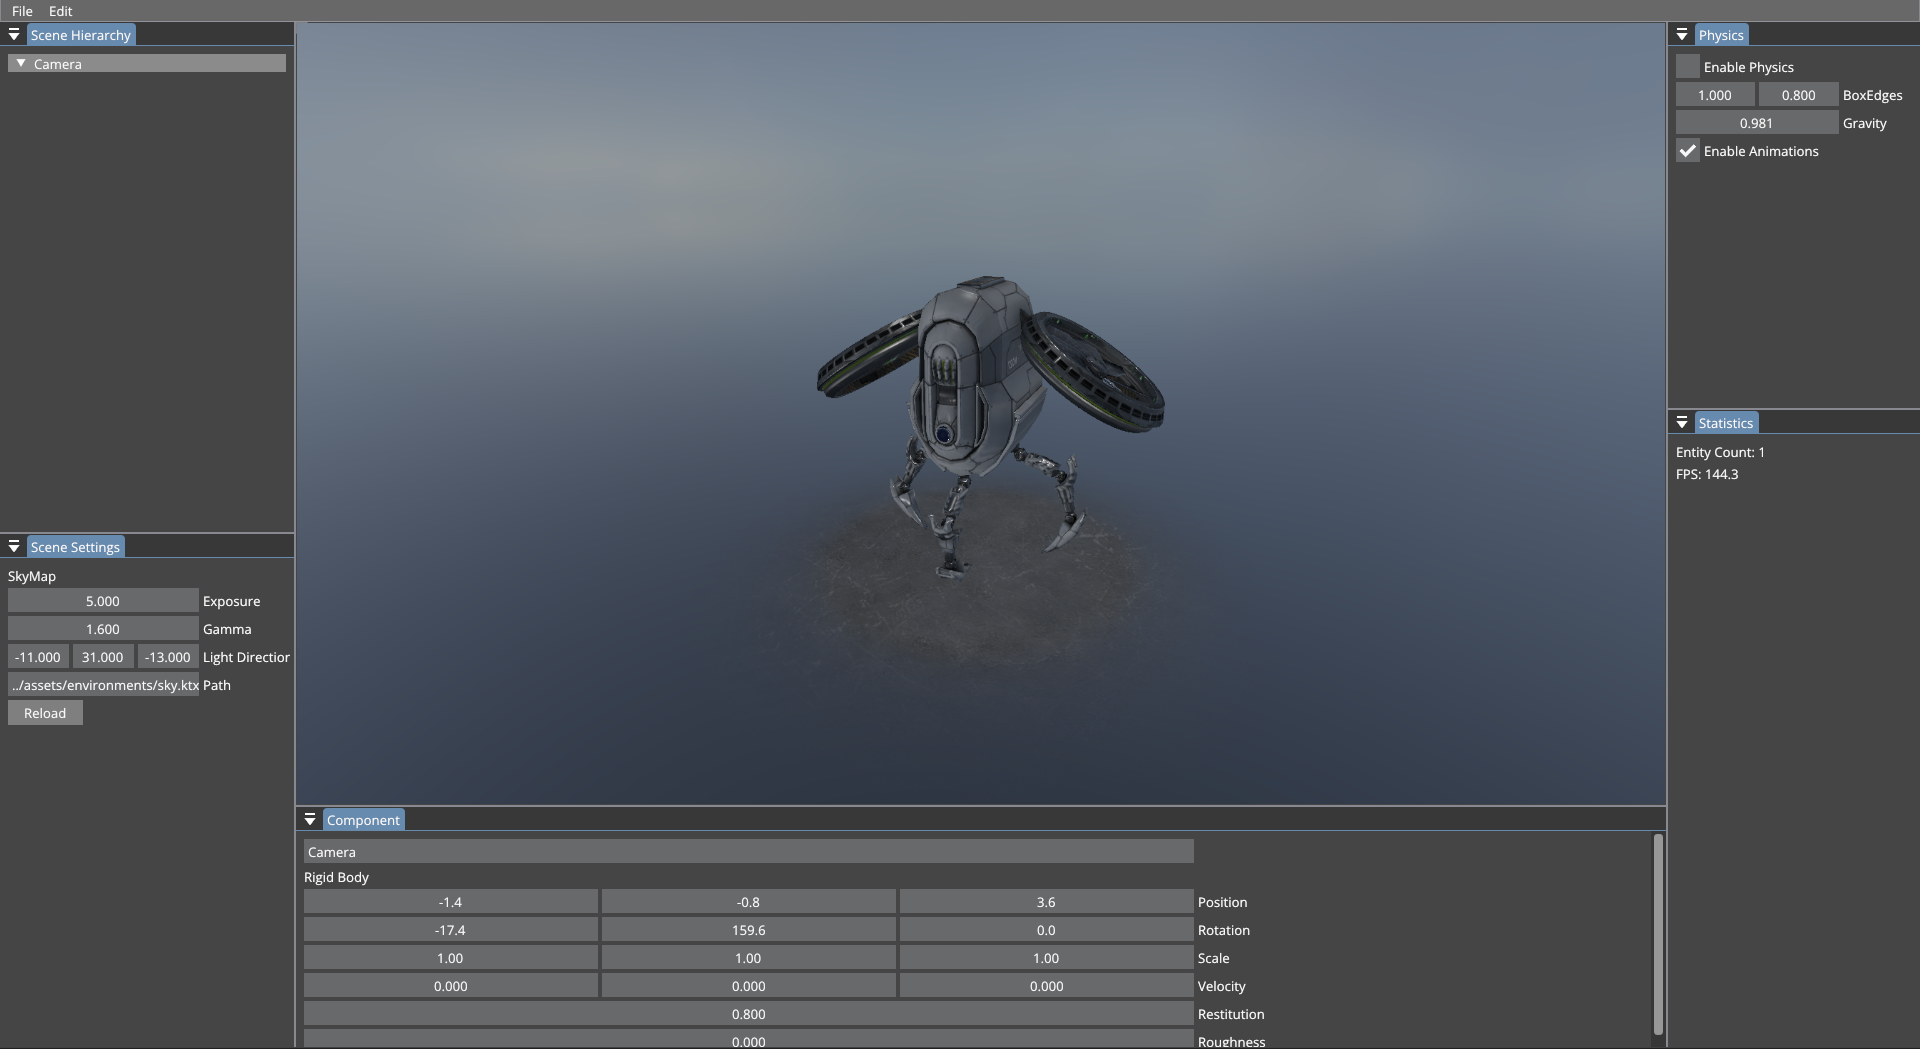 File Edit
Scene Hierarchy
Camera
Scene Settings
SkyMap
5.000 Exposure
1.600 Gamma
-11.000 31.000 -13.000 Light Direction
../assets/environments/sky.ktx Path
Reload
Component
Camera
Rigid Body
-1.4 -0.8 3.6 Position
-17.4 159.6 0.0 Rotation
1.00 1.00 1.00 Scale
0.000 0.000 0.000 Velocity
0.800 Restitution
0.000 Roughness
Physics
Enable Physics
1.000 0.800 BoxEdges
0.981 Gravity
Enable Animations
Statistics
Entity Count: 1
FPS: 144.3